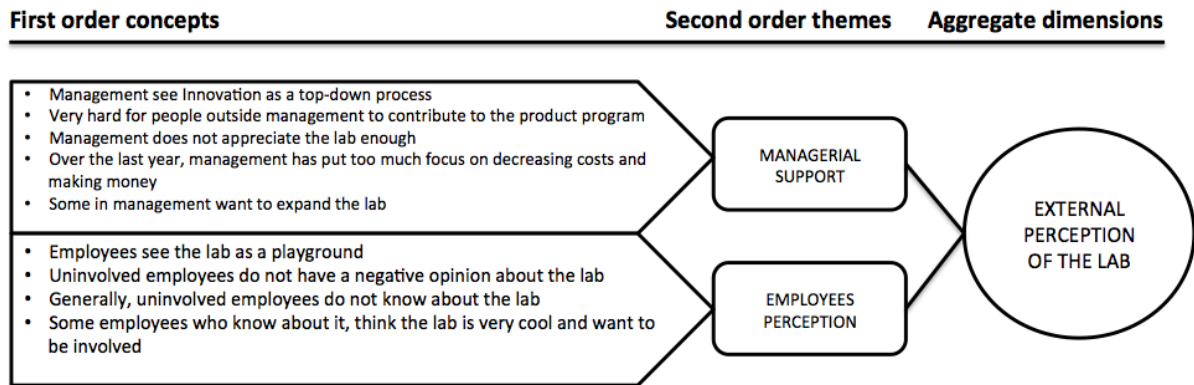 First order concepts Second order themes Aggregate dimensions
• Management see Innovation as a top-down process
• Very hard for people outside management to contribute to the product program
• Management does not appreciate the lab enough
• Over the last year, management has put too much focus on decreasing costs and
making money
• Some in management want to expand the lab
MANAGERIAL
SUPPORT
• Employees see the lab as a playground
• Uninvolved employees do not have a negative opinion about the lab
• Generally, uninvolved employees do not know about the lab
• Some employees who know about it, think the lab is very cool and want to
be involved
EMPLOYEES
PERCEPTION
EXTERNAL
PERCEPTION
OF THE LAB